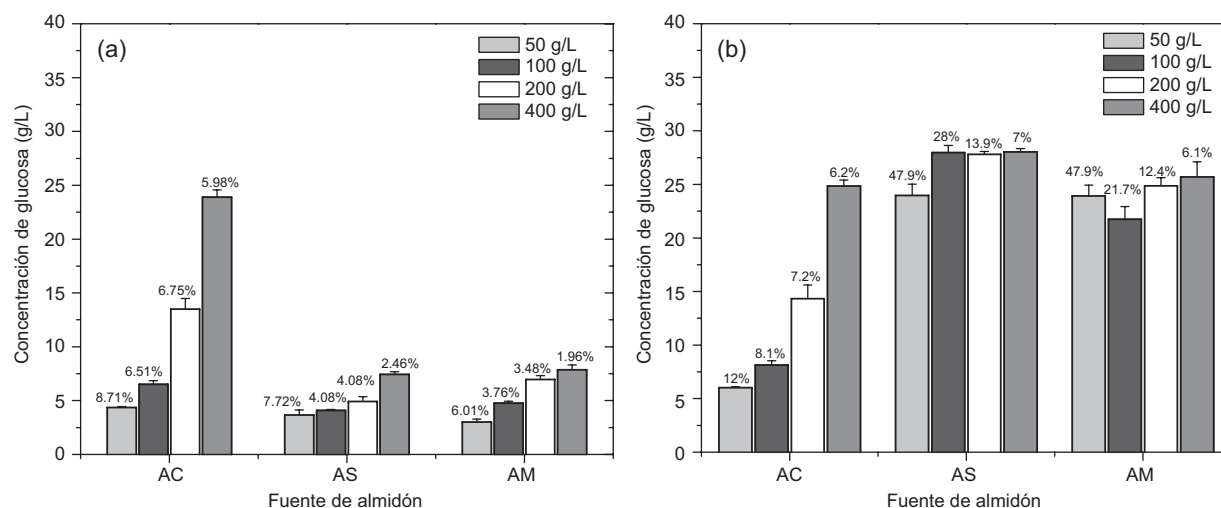 (a)
50 g/L
100 g/L
200 g/L
400 g/L
Concentración de glucosa (g/L)
40
35
30
25
20
15
10
5
0
8.71%
6.51%
6.75%
5.98%
7.72%
4.08%
4.08%
2.46%
6.01%
3.76%
3.48%
1.96%
AC
AS
AM
Fuente de almidón
(b)
50 g/L
100 g/L
200 g/L
400 g/L
Concentración de glucosa (g/L)
40
35
30
25
20
15
10
5
0
12%
8.1%
7.2%
6.2%
47.9%
28%
13.9%
7%
47.9%
21.7%
12.4%
6.1%
AC
AS
AM
Fuente de almidón